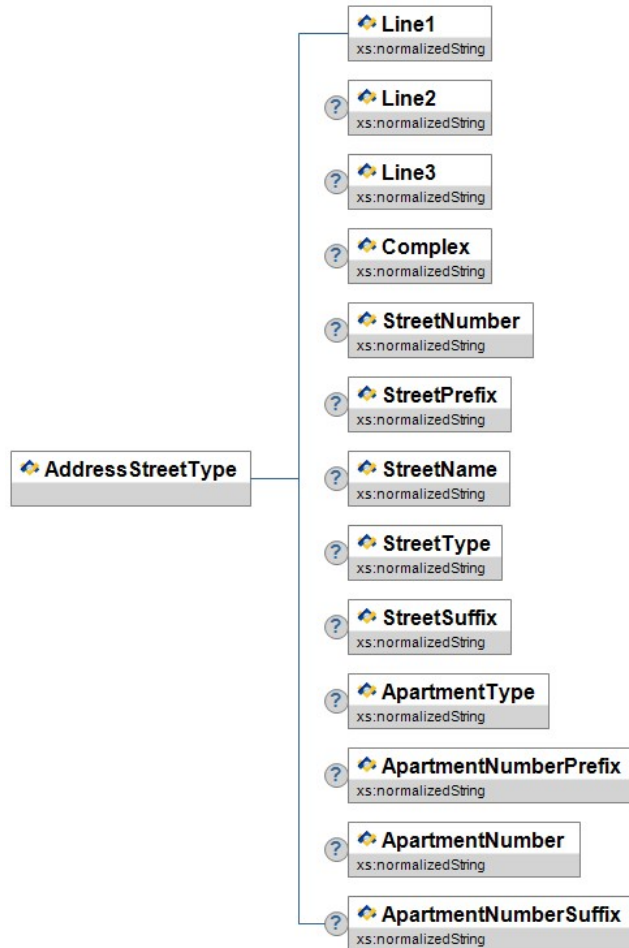 Line1
xs:normalizedString
?
Line2
xs:normalizedString
?
Line3
xs:normalizedString
?
Complex
xs:normalizedString
?
StreetNumber
xs:normalizedString
?
StreetPrefix
xs:normalizedString
AddressStreetType
?
StreetName
xs:normalizedString
?
StreetType
xs:normalizedString
?
StreetSuffix
xs:normalizedString
?
ApartmentType
xs:normalizedString
?
ApartmentNumberPrefix
xs:normalizedString
?
ApartmentNumber
xs:normalizedString
?
ApartmentNumberSuffix
xs:normalizedString